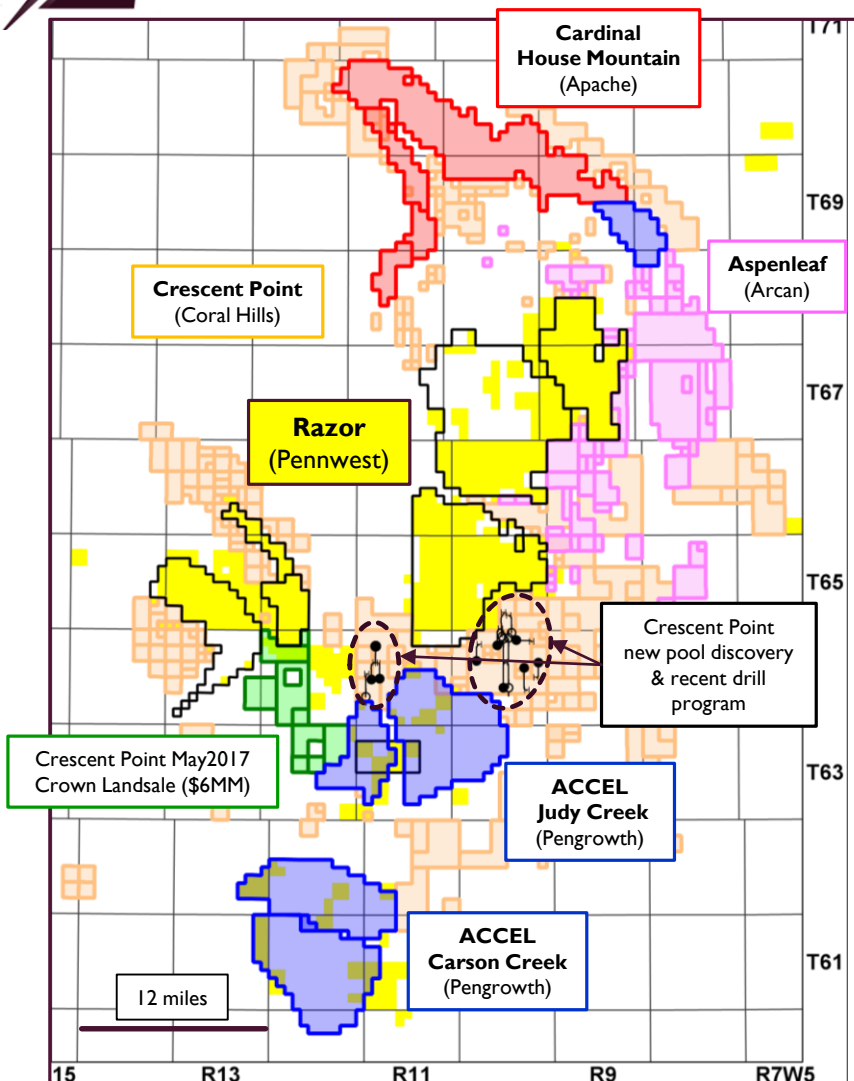 T71
Cardinal
House Mountain
(Apache)
T69
Aspenleaf
(Arcan)
Crescent Point
(Coral Hills)
T67
Razor
(Pennwest)
T65
Crescent Point
new pool discovery
& recent drill
program
Crescent Point May2017
Crown Landsale ($6MM)
T63
ACCEL
Judy Creek
(Pengrowth)
ACCEL
Carson Creek
(Pengrowth)
T61
12 miles
15 R13 R11 R9 R7W5